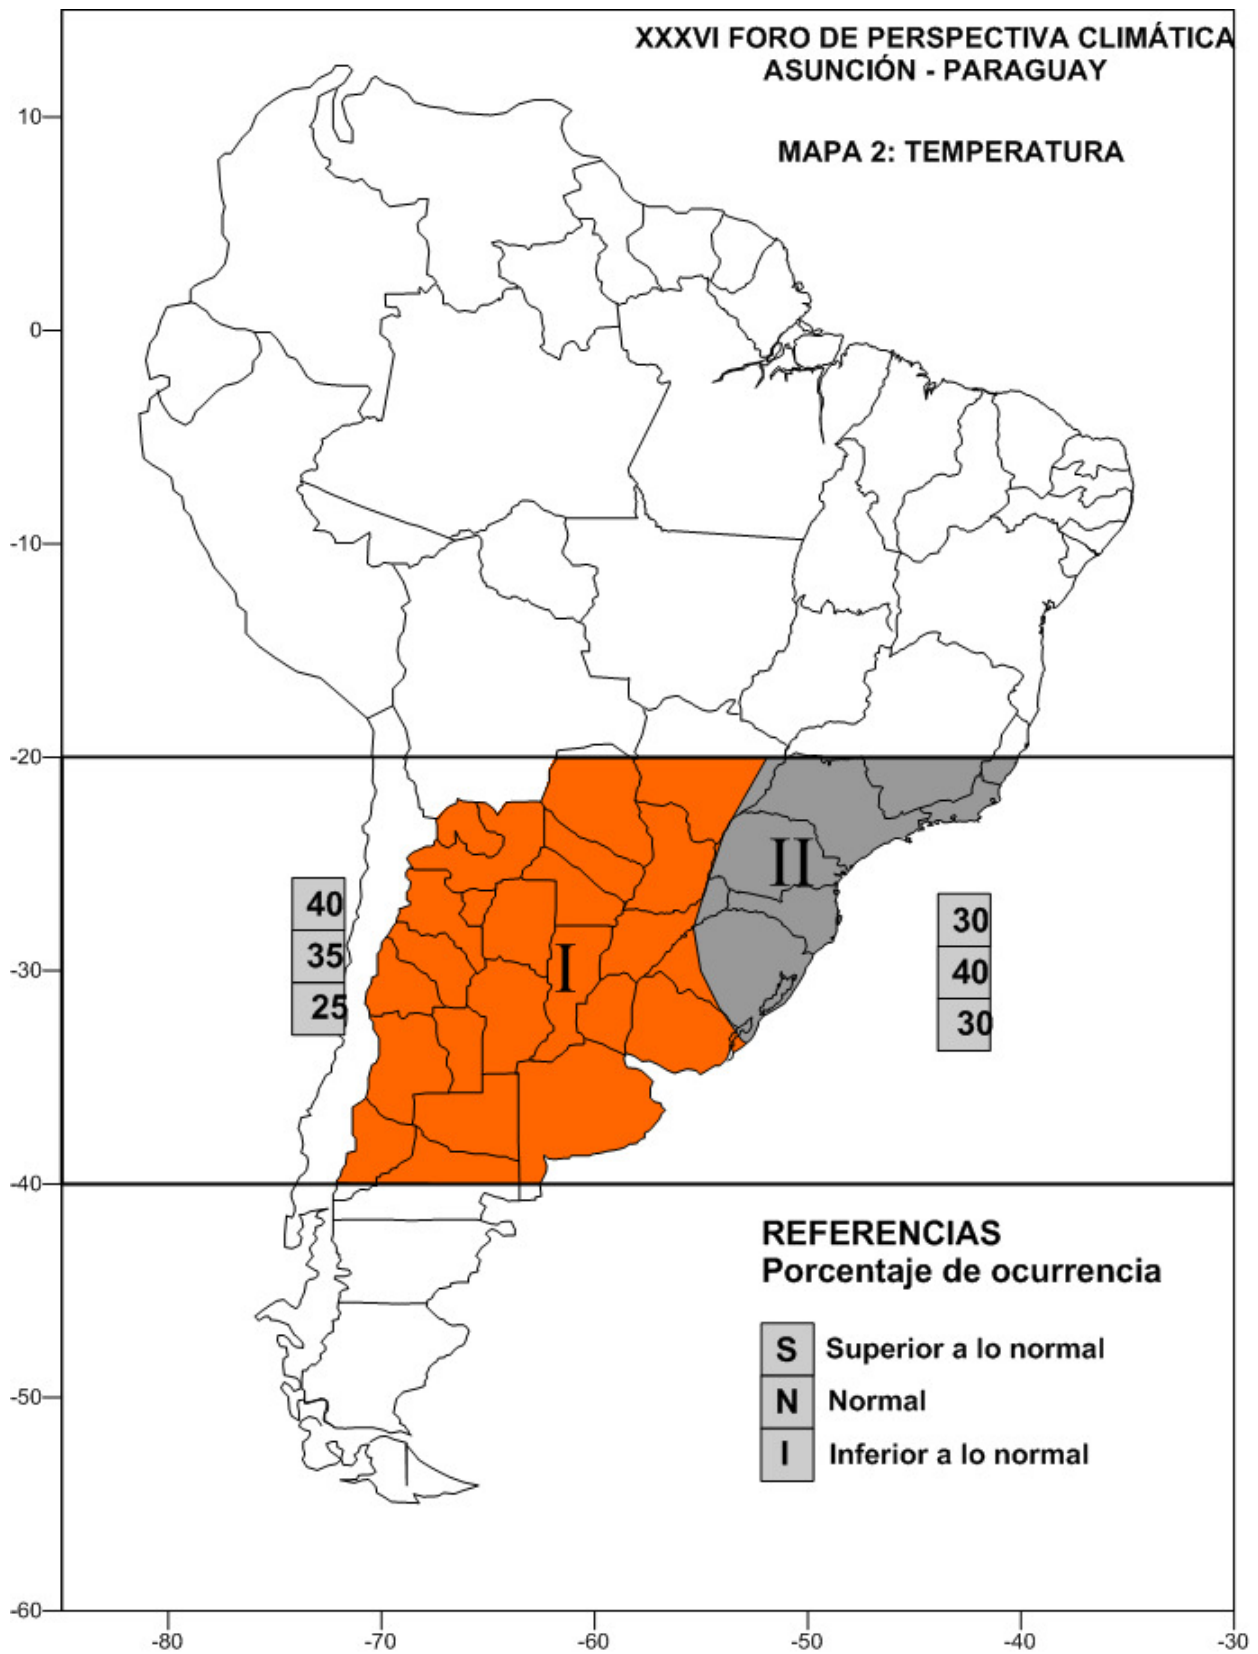 XXXVI FORO DE PERSPECTIVA CLIMÁTICA
ASUNCIÓN - PARAGUAY
MAPA 2: TEMPERATURA
10
0
-10
-20
-30
-40
-50
-60
-80
-70
-60
-50
-40
-30
I
II
40
35
25
30
40
30
REFERENCIAS
Porcentaje de ocurrencia
S Superior a lo normal
N Normal
I Inferior a lo normal